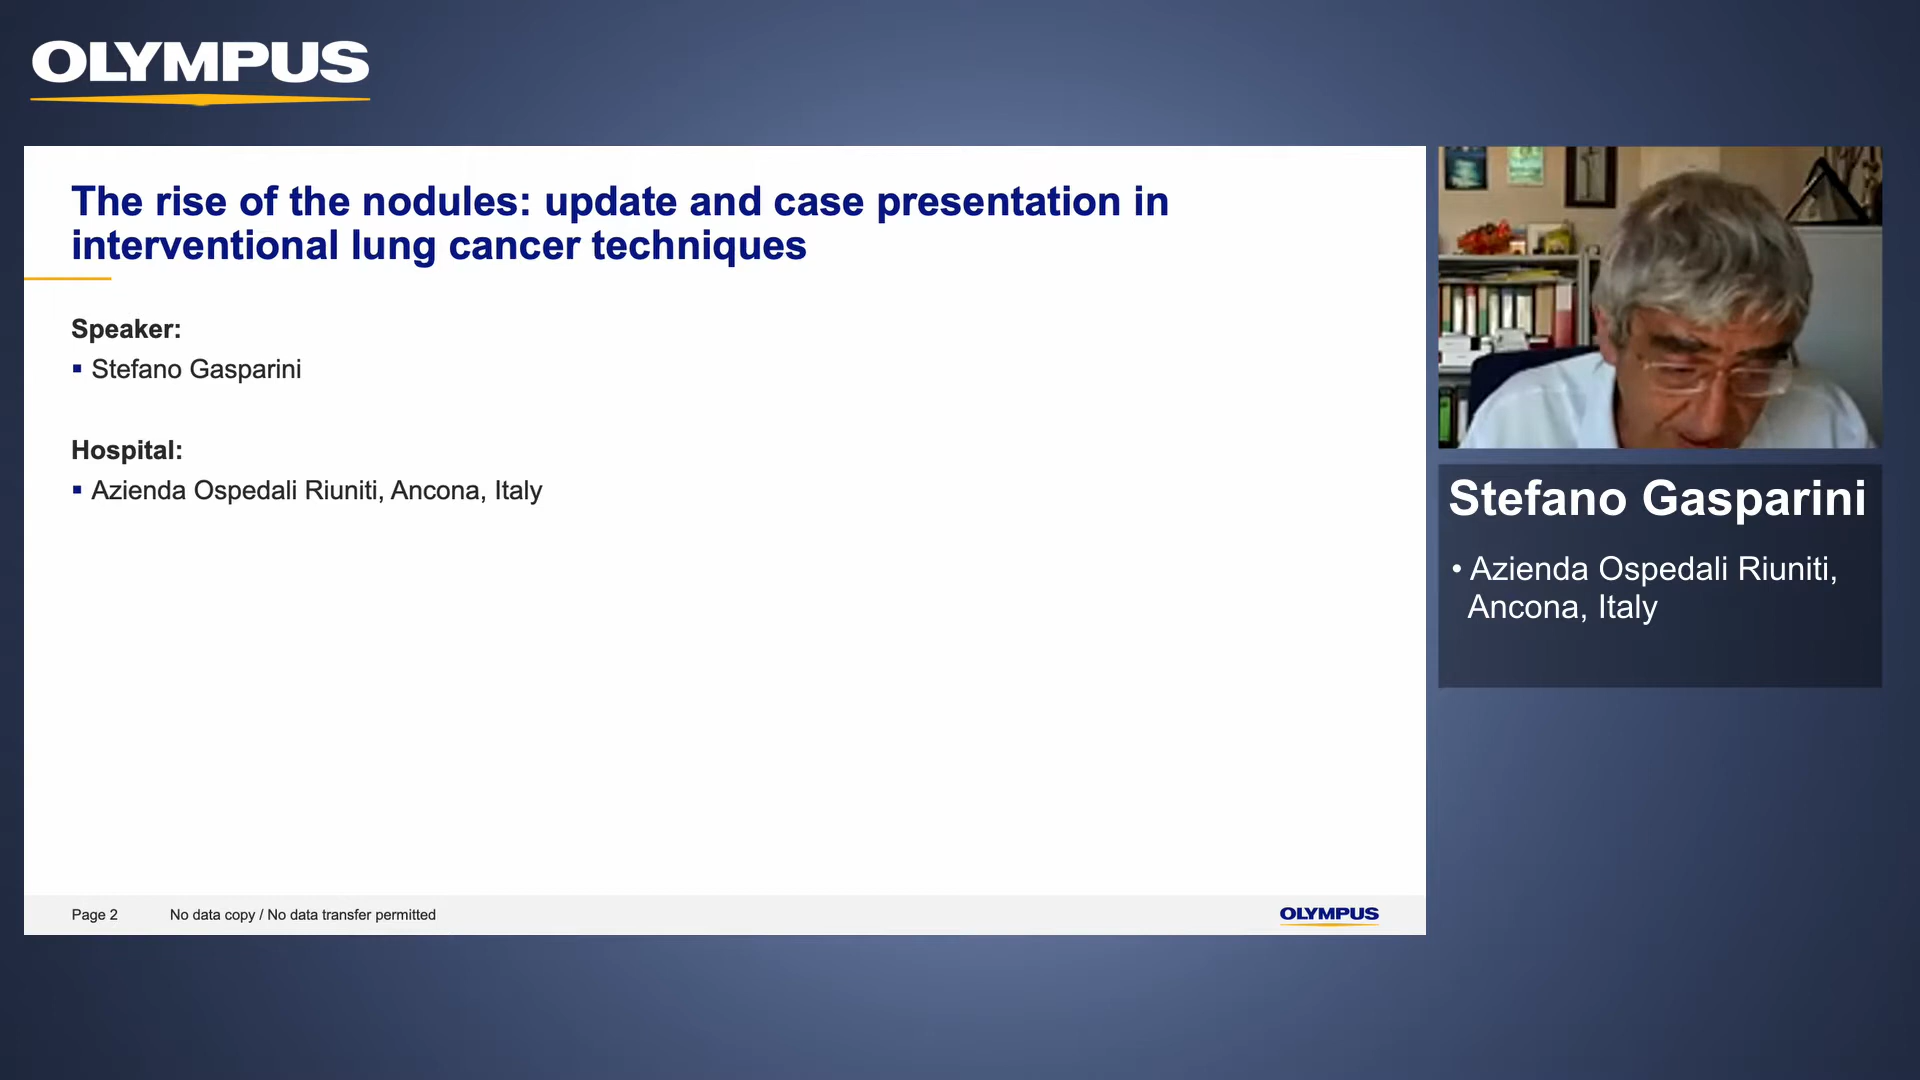 OLYMPUS
The rise of the nodules: update and case presentation in
interventional lung cancer techniques
Speaker:
▪ Stefano Gasparini
Hospital:
▪ Azienda Ospedali Riuniti, Ancona, Italy
Page 2 No data copy / No data transfer permitted
OLYMPUS
Stefano Gasparini
• Azienda Ospedali Riuniti,
Ancona, Italy